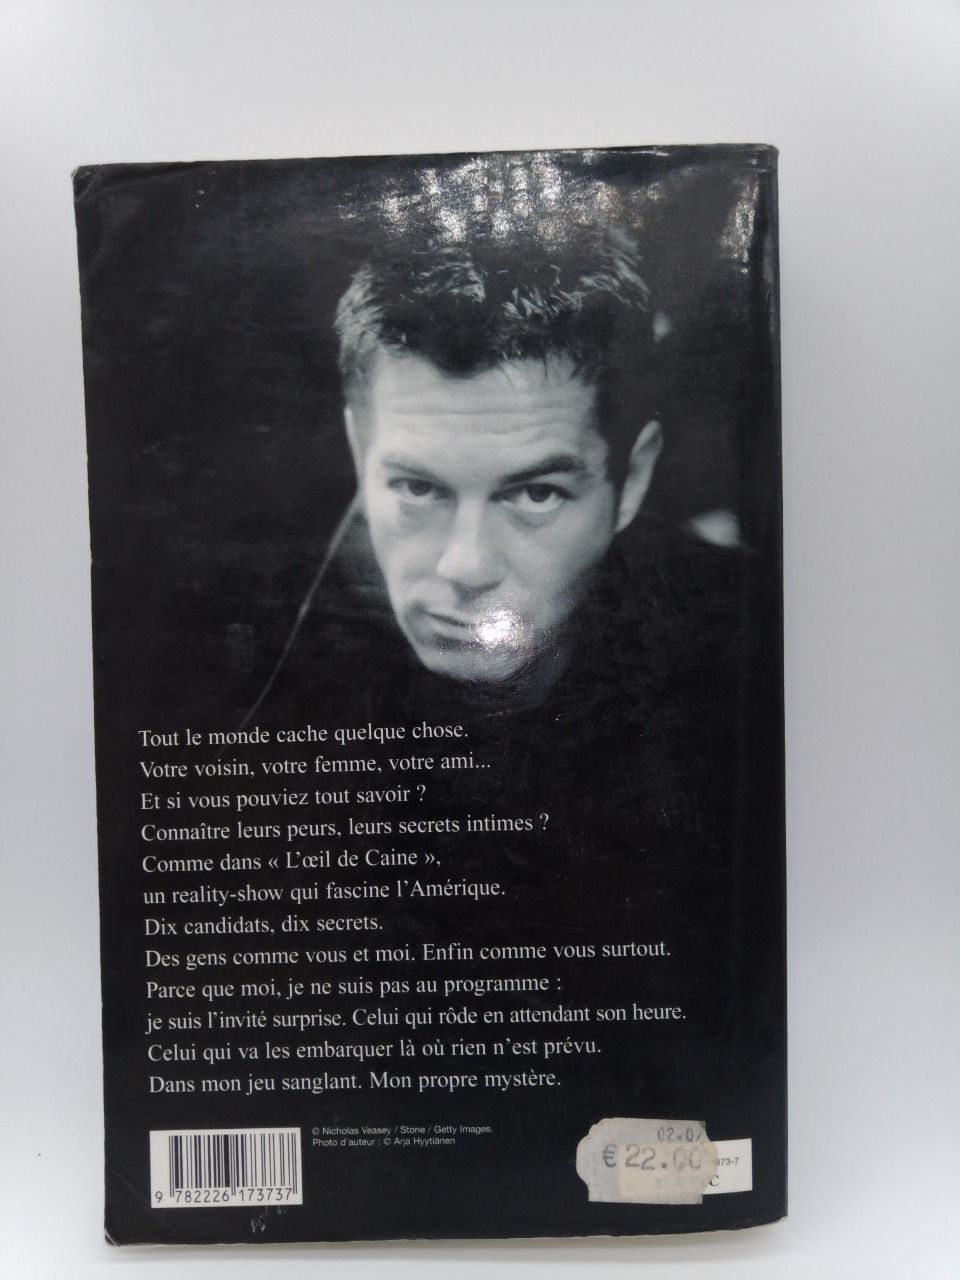 Tout le monde cache quelque chose.
Votre voisin, votre femme, votre ami...
Et si vous pouviez tout savoir ?
Connaître leurs peurs, leurs secrets intimes ?
Comme dans « L'œil de Caine »,
un reality-show qui fascine l'Amérique.
Dix candidats, dix secrets.
Des gens comme vous et moi. Enfin comme vous surtout.
Parce que moi, je ne suis pas au programme :
je suis l'invité surprise. Celui qui rôde en attendant son heure.
Celui qui va les embarquer là où rien n'est prévu.
Dans mon jeu sanglant. Mon propre mystère.
© Nicholas Veasey / Stone / Getty Images.
Photo d'auteur : © Arja Hyytiänen
9 782226 173737
02.07
€ 22.00
373-7
C